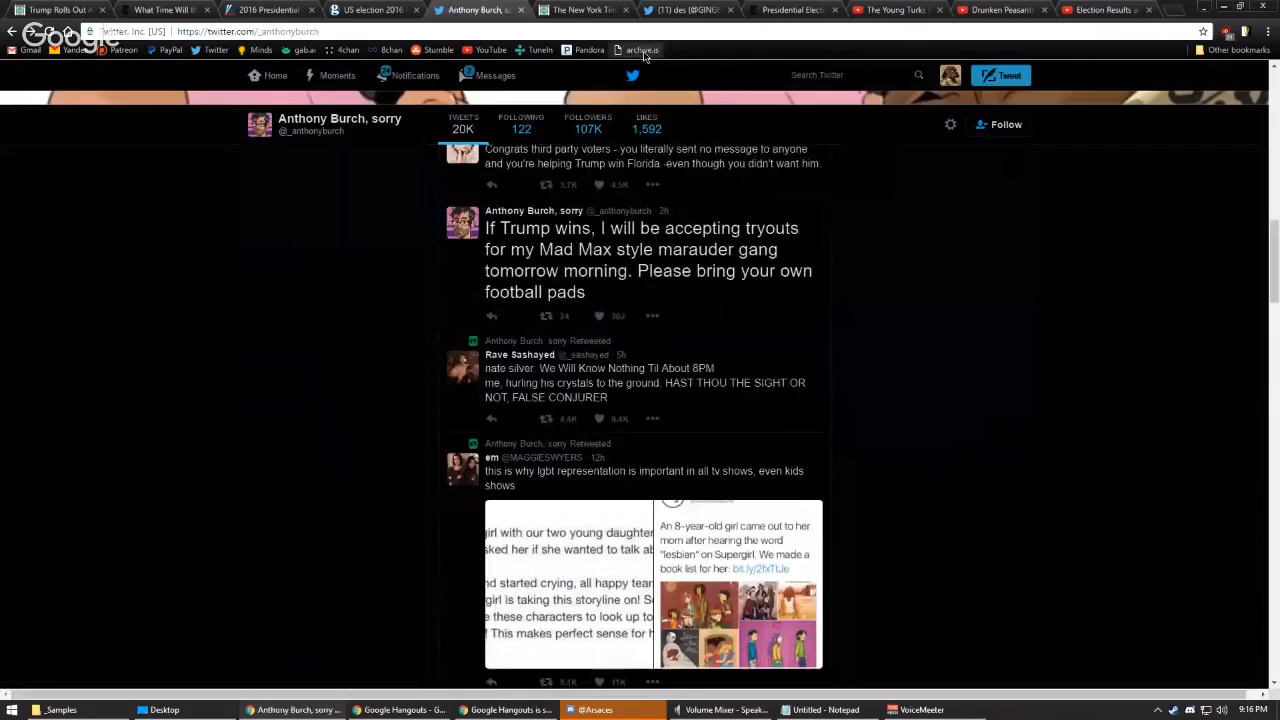 Trump Rolls Out A
What Time Will th
2016 Presidential
US election 2016
Anthony Burch, s
The New York Tim
(11) des (@GING
Presidential Elect
The Young Turks
Drunken Peasants
Election Results a
Twitter, Inc. [US]
https://twitter.com/_anthonyburch
Google
Gmail
Yande
Patreon
PayPal
Twitter
Minds
gab.ai
4chan
8chan
Stumble
YouTube
TuneIn
Pandora
archive.is
Other bookmarks
Home
Moments
24
Notifications
Messages
Search Twitter
Tweet
Anthony Burch, sorry
@_anthonyburch
TWEETS
20K
FOLLOWING
122
FOLLOWERS
107K
LIKES
1,592
Follow
Congrats third party voters - you literally sent no message to anyone
and you're helping Trump win Florida -even though you didn't want him.
3.7K
4.5K
Anthony Burch, sorry @_anthonyburch · 2h
If Trump wins, I will be accepting tryouts
for my Mad Max style marauder gang
tomorrow morning. Please bring your own
football pads
74
302
Anthony Burch, sorry Retweeted
Rave Sashayed @_sashayed · 5h
nate silver: We Will Know Nothing Til About 8PM
me, hurling his crystals to the ground: HAST THOU THE SIGHT OR
NOT, FALSE CONJURER
4.4K
Anthony Burch, sorry Retweeted
em @MAGGIESWYERS · 12h
this is why lgbt representation is important in all tv shows, even kids
shows
girl with our two young daughter
sked her if she wanted to talk ab
nd started crying, all happy tear
girl is taking this storyline on! S
e these characters to look up to
! This makes perfect sense for h
An 8-year-old girl came out to her
mom after hearing the word
"lesbian" on Supergirl. We made a
book list for her: bit.ly/2fxTtJe
11K
_Samples
Desktop
Anthony Burch, sorry ...
Google Hangouts - G...
Google Hangouts is s...
@Arsaces
Volume Mixer - Speak...
Untitled - Notepad
VoiceMeeter
9:16 PM